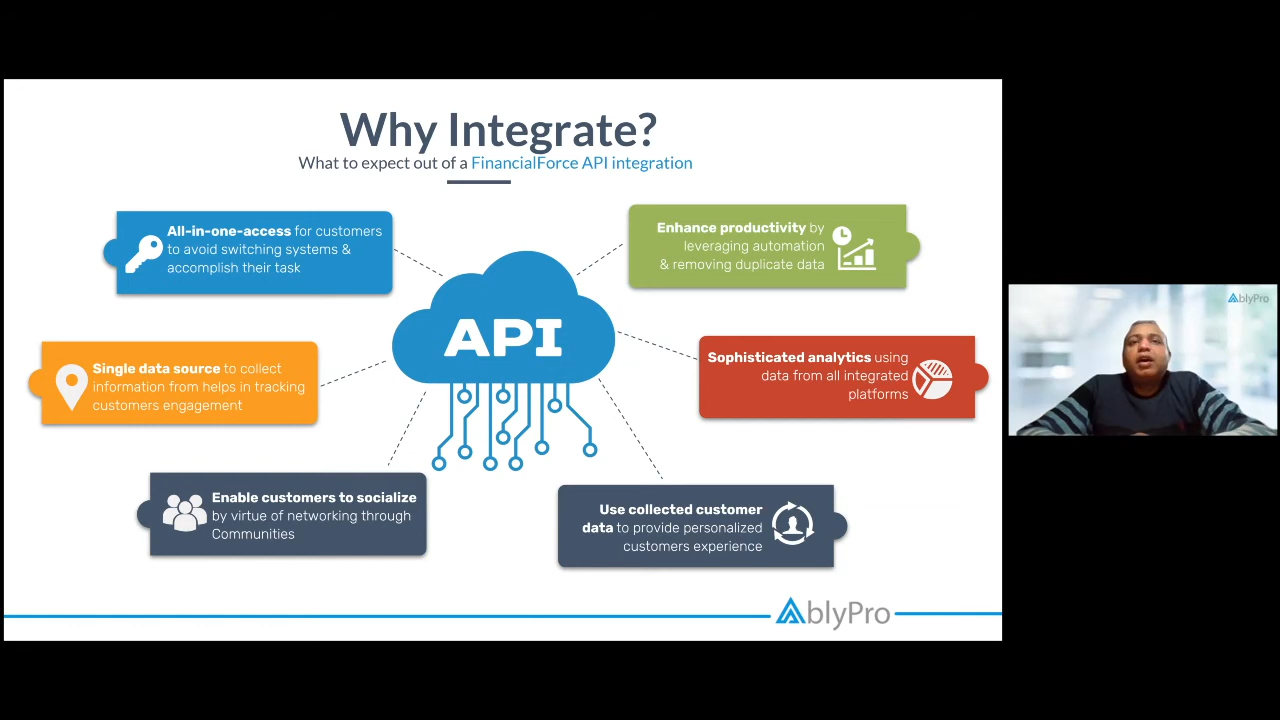 Why Integrate?
What to expect out of a FinancialForce API integration
All-in-one-access for customers
to avoid switching systems &
accomplish their task
Enhance productivity by
leveraging automation
& removing duplicate data
API
Single data source to collect
information from helps in tracking
customers engagement
Sophisticated analytics using
data from all integrated
platforms
Enable customers to socialize
by virtue of networking through
Communities
Use collected customer
data to provide personalized
customers experience
AblyPro
AblyPro